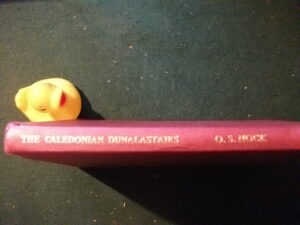 THE CALEDONIAN DUNALASTAIRS O. S. NOCK